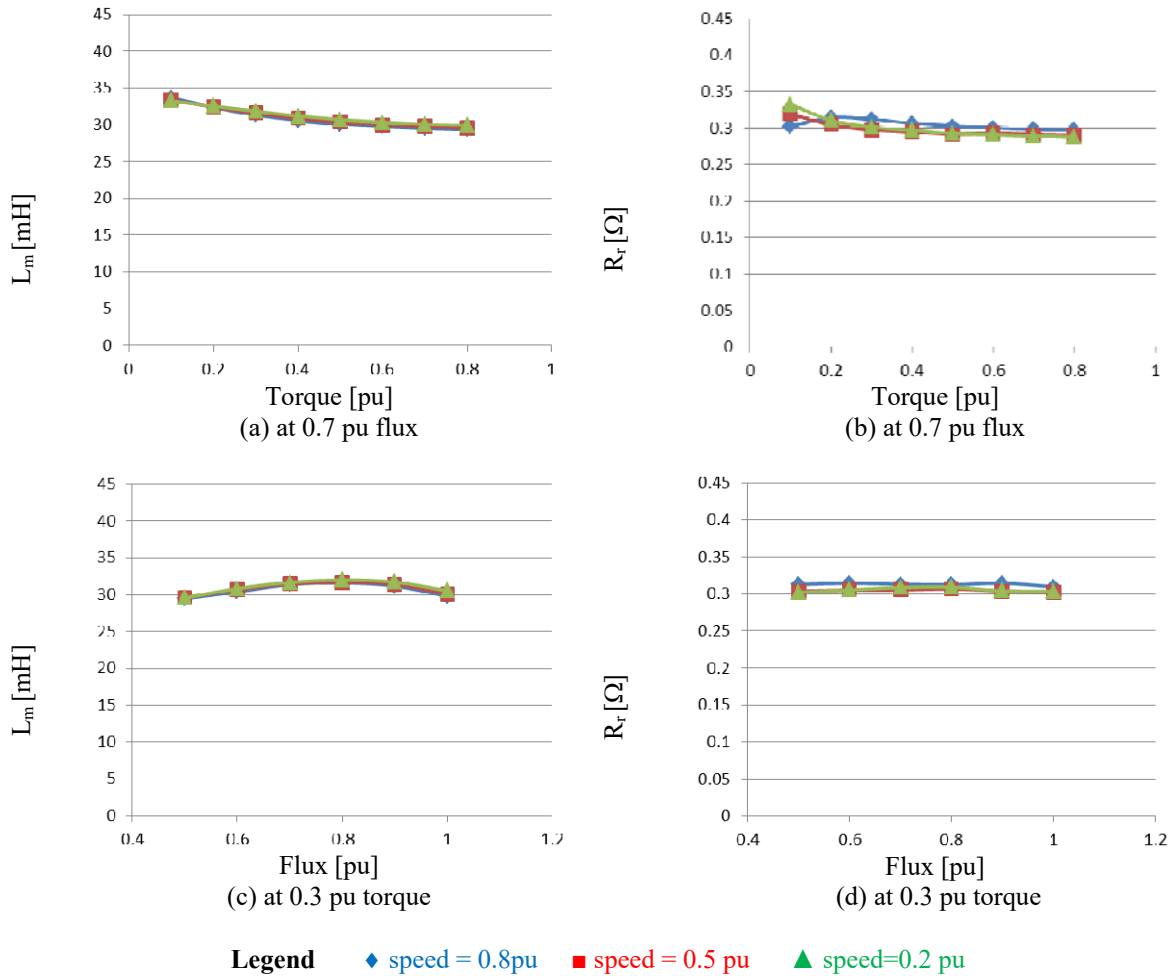 45
40
35
30
25
20
15
10
5
0
0 0.2 0.4 0.6 0.8 1
L_m [mH]
Torque [pu]
(a) at 0.7 pu flux
0.45
0.4
0.35
0.3
0.25
0.2
0.15
0.1
0.05
0
0 0.2 0.4 0.6 0.8 1
R_r [Ω]
Torque [pu]
(b) at 0.7 pu flux
45
40
35
30
25
20
15
10
5
0
0.4 0.6 0.8 1 1.2
L_m [mH]
Flux [pu]
(c) at 0.3 pu torque
0.45
0.4
0.35
0.3
0.25
0.2
0.15
0.1
0.05
0
0.4 0.6 0.8 1 1.2
R_r [Ω]
Flux [pu]
(d) at 0.3 pu torque
Legend speed = 0.8pu speed = 0.5 pu speed=0.2 pu